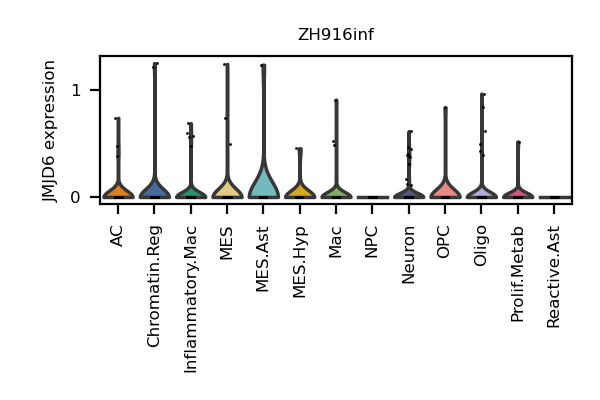 ZH916inf
JMJD6 expression
1
0
AC
Chromatin.Reg
Inflammatory.Mac
MES
MES.Ast
MES.Hyp
Mac
NPC
Neuron
OPC
Oligo
Prolif.Metab
Reactive.Ast